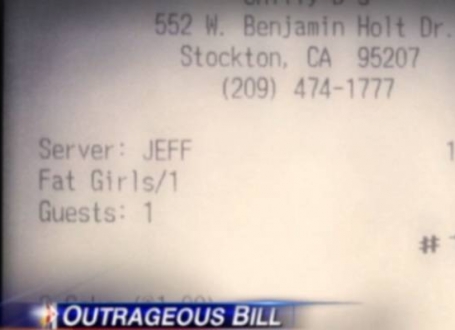 552 W. Benjamin Holt Dr.
Stockton, CA 95207
(209) 474-1777
Server: JEFF
Fat Girls/1
Guests: 1
#
OUTRAGEOUS BILL